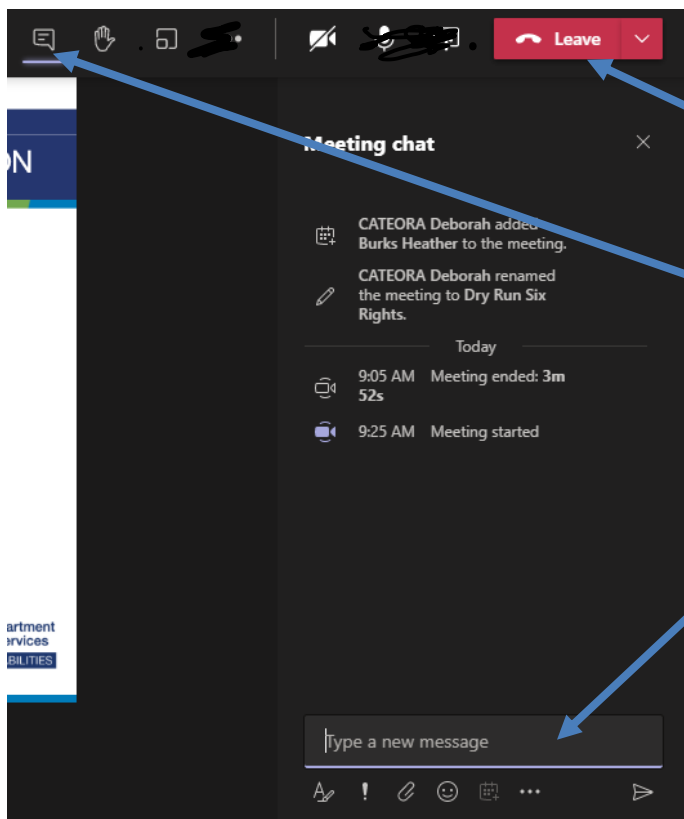 Leave
ON
Meeting chat
CATEORA Deborah added
Burks Heather to the meeting.
CATEORA Deborah renamed
the meeting to Dry Run Six
Rights.
Today
9:05 AM Meeting ended: 3m
52s
9:25 AM Meeting started
artment
ervices
BILITIES
Type a new message